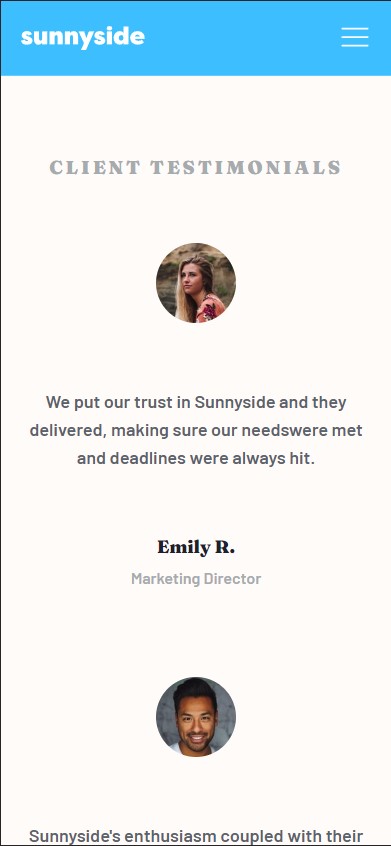 sunnyside
CLIENT TESTIMONIALS
We put our trust in Sunnyside and they
delivered, making sure our needswere met
and deadlines were always hit.
Emily R.
Marketing Director
Sunnyside's enthusiasm coupled with their